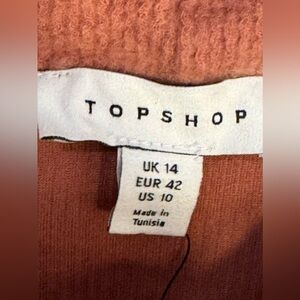 TOPSHOP
UK 14
EUR 42
US 10
Made in
Tunisia